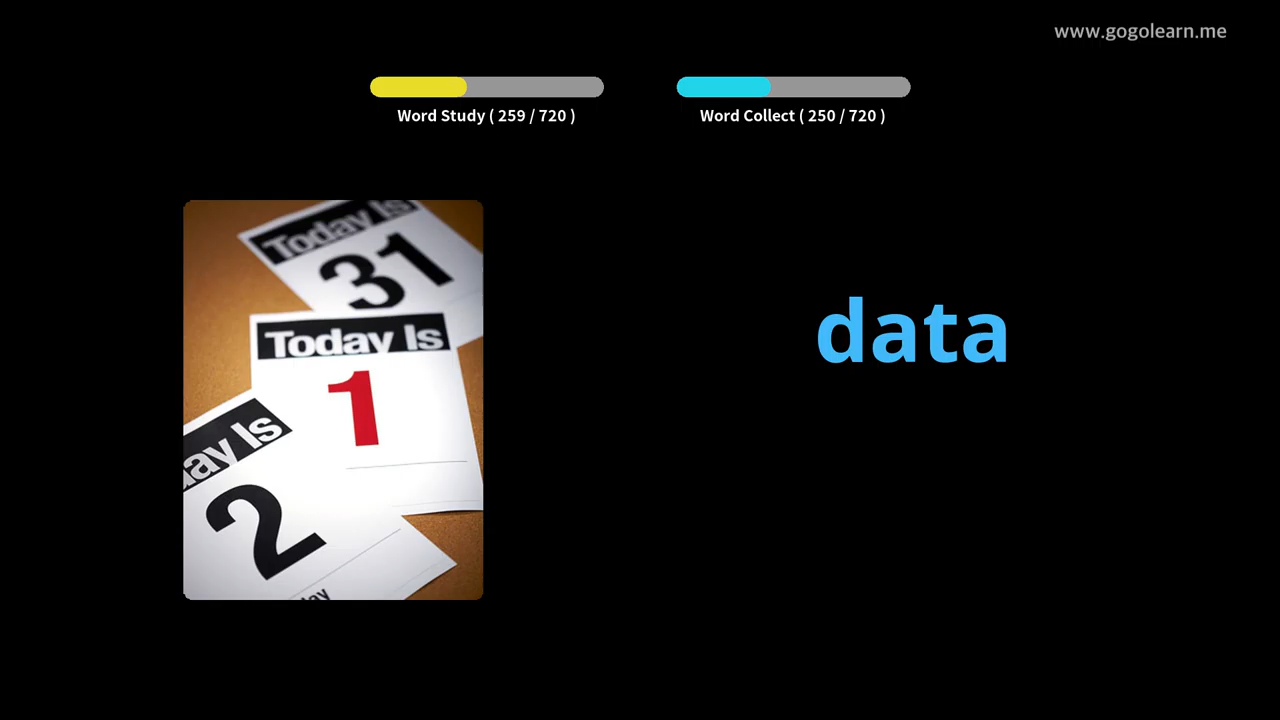 www.gogolearn.me
Word Study ( 259 / 720 )
Word Collect ( 250 / 720 )
Today Is
31
Today Is
1
ay Is
2
data